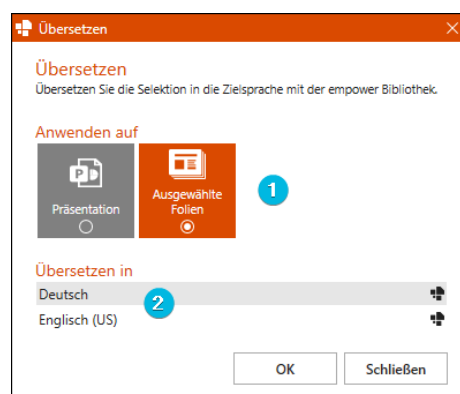 Übersetzen
Übersetzen
Übersetzen Sie die Selektion in die Zielsprache mit der empower Bibliothek.
Anwenden auf
Präsentation
Ausgewählte
Folien
1
Übersetzen in
Deutsch
2
Englisch (US)
OK
Schließen